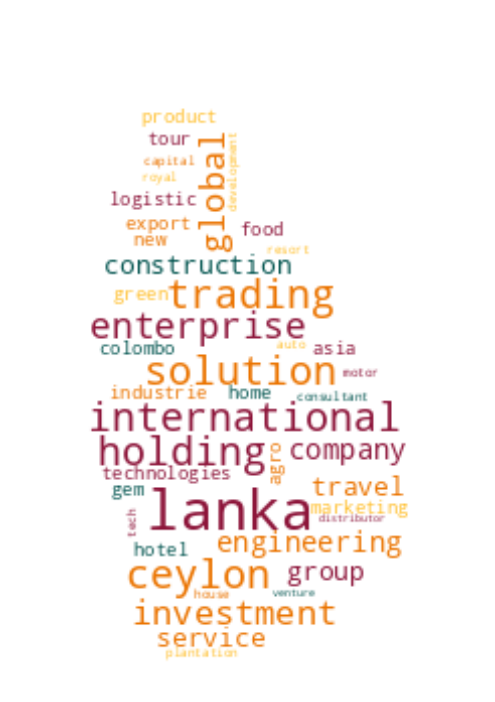 product
tour
capital
royal
global
development
logistic
export
food
new
resort
construction
green
trading
enterprise
colombo
auto
asia
solution
motor
industrie
home
consultant
international
holding
agro
company
technologies
gem
travel
lanka
marketing
tech
distributor
hotel
engineering
ceylon
group
house
venture
investment
service
plantation